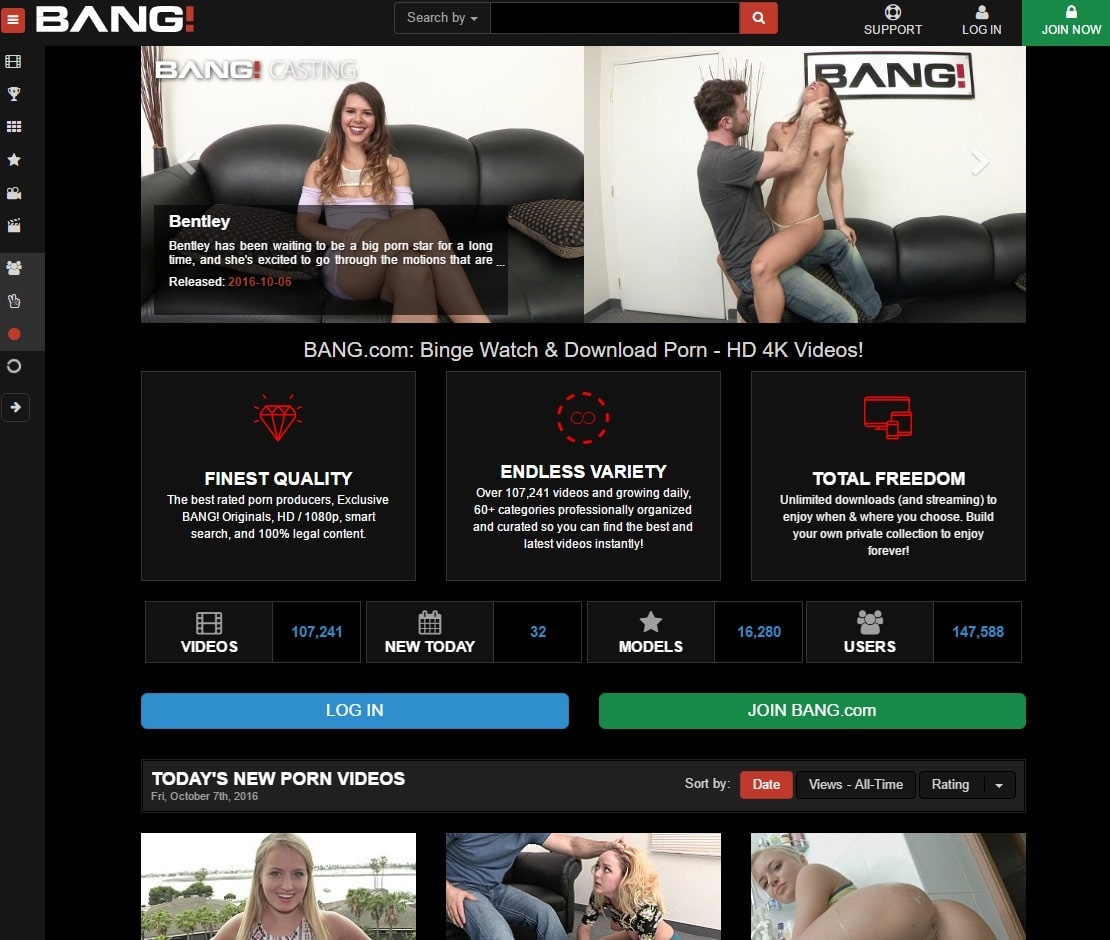 BANG!
Search by
SUPPORT
LOG IN
JOIN NOW
BANG! CASTING
BANG!
Bentley
Bentley has been waiting to be a big porn star for a long
time, and she's excited to go through the motions that are ...
Released: 2016-10-06
BANG.com: Binge Watch & Download Porn - HD 4K Videos!
FINEST QUALITY
The best rated porn producers, Exclusive
BANG! Originals, HD / 1080p, smart
search, and 100% legal content.
ENDLESS VARIETY
Over 107,241 videos and growing daily,
60+ categories professionally organized
and curated so you can find the best and
latest videos instantly!
TOTAL FREEDOM
Unlimited downloads (and streaming) to
enjoy when & where you choose. Build
your own private collection to enjoy
forever!
VIDEOS
107,241
NEW TODAY
32
MODELS
16,280
USERS
147,588
LOG IN
JOIN BANG.com
TODAY'S NEW PORN VIDEOS
Fri, October 7th, 2016
Sort by:
Date
Views - All-Time
Rating